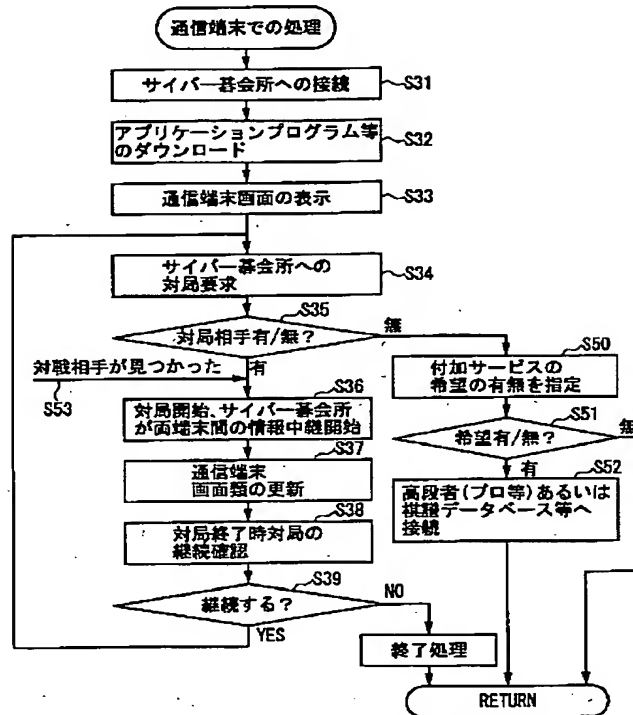 通信端末での処理
サイバー碁会所への接続
S31
アプリケーションプログラム等
のダウンロード
S32
通信端末画面の表示
S33
サイバー碁会所への
対局要求
S34
S35
対局相手有/無?
無
有
対戦相手が見つかった
S53
S50
付加サービスの
希望の有無を指定
S36
対局開始、サイバー碁会所
が両端末間の情報中継開始
S51
希望有/無?
無
有
S37
通信端末
画面類の更新
S52
高段者(プロ等)あるいは
棋譜データベース等へ
接続
S38
対局終了時対局の
継続確認
S39
継続する?
NO
YES
終了処理
RETURN